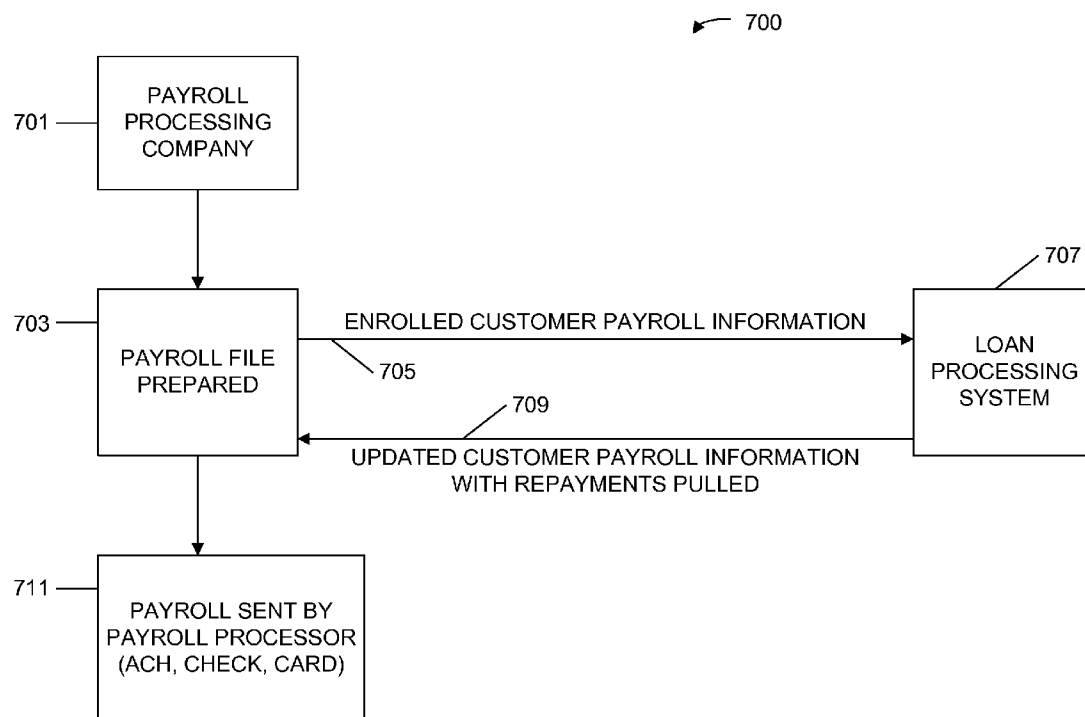 700
PAYROLL
PROCESSING
COMPANY
701
707
703
PAYROLL FILE
PREPARED
ENROLLED CUSTOMER PAYROLL INFORMATION
705
LOAN
PROCESSING
SYSTEM
709
UPDATED CUSTOMER PAYROLL INFORMATION
WITH REPAYMENTS PULLED
711
PAYROLL SENT BY
PAYROLL PROCESSOR
(ACH, CHECK, CARD)